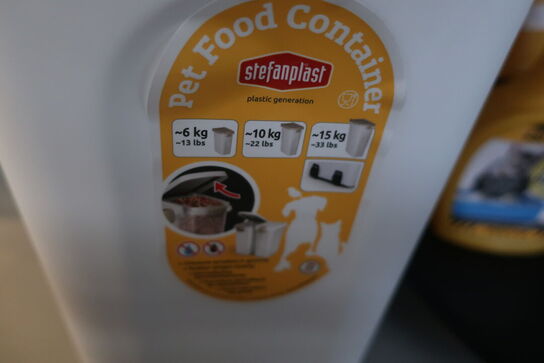 Pet Food Container
stefanplast
plastic generation
~6 kg
~13 lbs
~10 kg
~22 lbs
~15 kg
~33 lbs